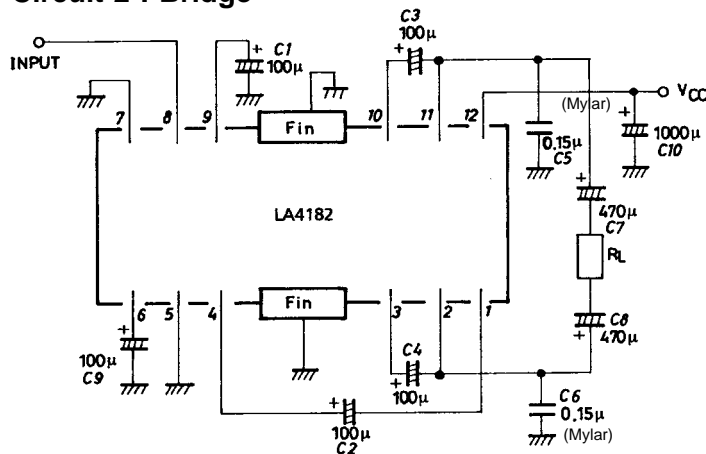 Circuit 2 : Bridge
INPUT
C1
100μ
C3
100μ
VCC
(Mylar)
0.15μ
C5
1000μ
C10
7
8
9
Fin
10
11
12
LA4182
470μ
C7
RL
C8
470μ
6
5
4
Fin
3
2
1
100μ
C9
C4
100μ
100μ
C2
C6
0.15μ
(Mylar)